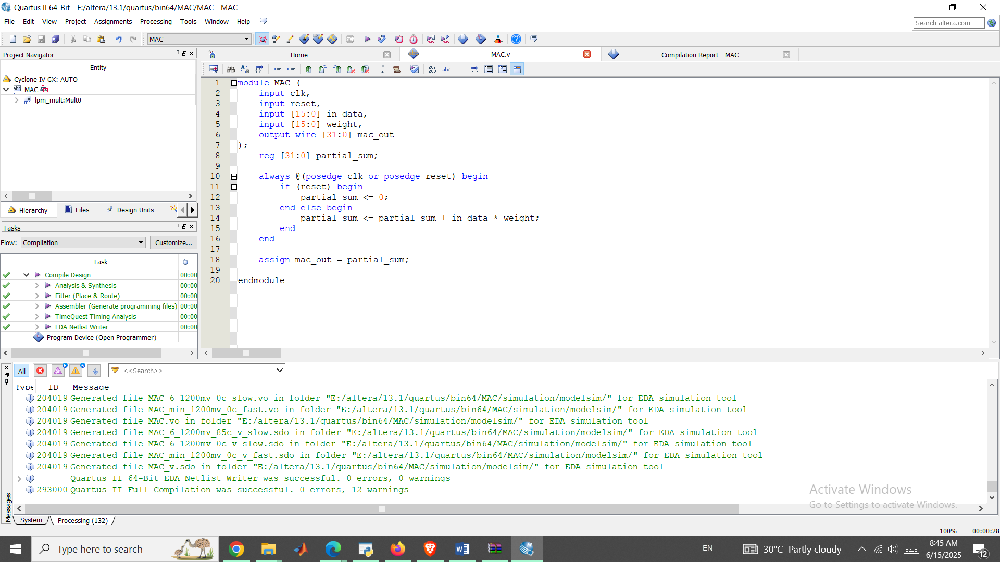 Quartus II 64-Bit - E:/altera/13.1/quartus/bin64/MAC/MAC - MAC
File Edit View Project Assignments Processing Tools Window Help
Search altera.com
MAC
STOP
Project Navigator
Entity
Cyclone IV GX: AUTO
MAC
lpm_mult:Mult0
Hierarchy Files Design Units
Tasks
Flow: Compilation Customize...
Task
Compile Design 00:00
Analysis & Synthesis 00:00
Fitter (Place & Route) 00:00
Assembler (Generate programming files) 00:00
TimeQuest Timing Analysis 00:00
EDA Netlist Writer 00:00
Program Device (Open Programmer)
Home MAC.v Compilation Report - MAC
267
268
ab/
1 module MAC (
2 input clk,
3 input reset,
4 input [15:0] in_data,
5 input [15:0] weight,
6 output wire [31:0] mac_out
7 );
8 reg [31:0] partial_sum;
9
10 always @(posedge clk or posedge reset) begin
11 if (reset) begin
12 partial_sum <= 0;
13 end else begin
14 partial_sum <= partial_sum + in_data * weight;
15 end
16 end
17
18 assign mac_out = partial_sum;
19
20 endmodule
All 6 6 <<Search>>
Type ID Message
204019 Generated file MAC_6_1200mv_0c_slow.vo in folder "E:/altera/13.1/quartus/bin64/MAC/simulation/modelsim/" for EDA simulation tool
204019 Generated file MAC_min_1200mv_0c_fast.vo in folder "E:/altera/13.1/quartus/bin64/MAC/simulation/modelsim/" for EDA simulation tool
204019 Generated file MAC.vo in folder "E:/altera/13.1/quartus/bin64/MAC/simulation/modelsim/" for EDA simulation tool
204019 Generated file MAC_6_1200mv_85c_v_slow.sdo in folder "E:/altera/13.1/quartus/bin64/MAC/simulation/modelsim/" for EDA simulation tool
204019 Generated file MAC_6_1200mv_0c_v_slow.sdo in folder "E:/altera/13.1/quartus/bin64/MAC/simulation/modelsim/" for EDA simulation tool
204019 Generated file MAC_min_1200mv_0c_v_fast.sdo in folder "E:/altera/13.1/quartus/bin64/MAC/simulation/modelsim/" for EDA simulation tool
204019 Generated file MAC_v.sdo in folder "E:/altera/13.1/quartus/bin64/MAC/simulation/modelsim/" for EDA simulation tool
Quartus II 64-Bit EDA Netlist Writer was successful. 0 errors, 0 warnings
293000 Quartus II Full Compilation was successful. 0 errors, 12 warnings
Messages
System Processing (132)
Activate Windows
Go to Settings to activate Windows.
100% 00:00:28
Type here to search
EN
30°C Partly cloudy
8:45 AM
6/15/2025
12